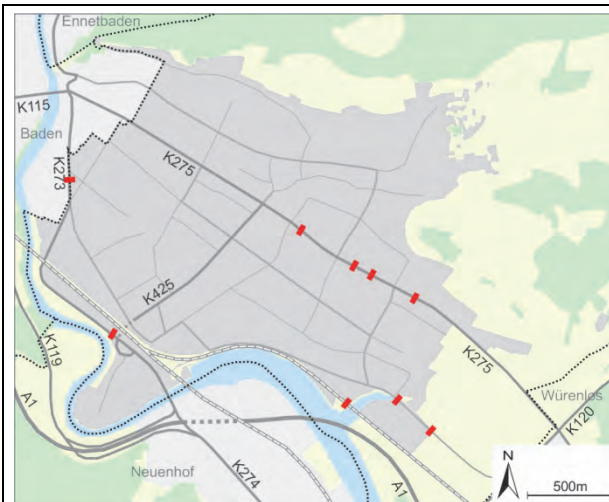 Ennetbaden
K115
Baden
K273
K275
K425
K119
K275
A1
Würenlos
K120
Neuenhof
K274
A1
N
500m